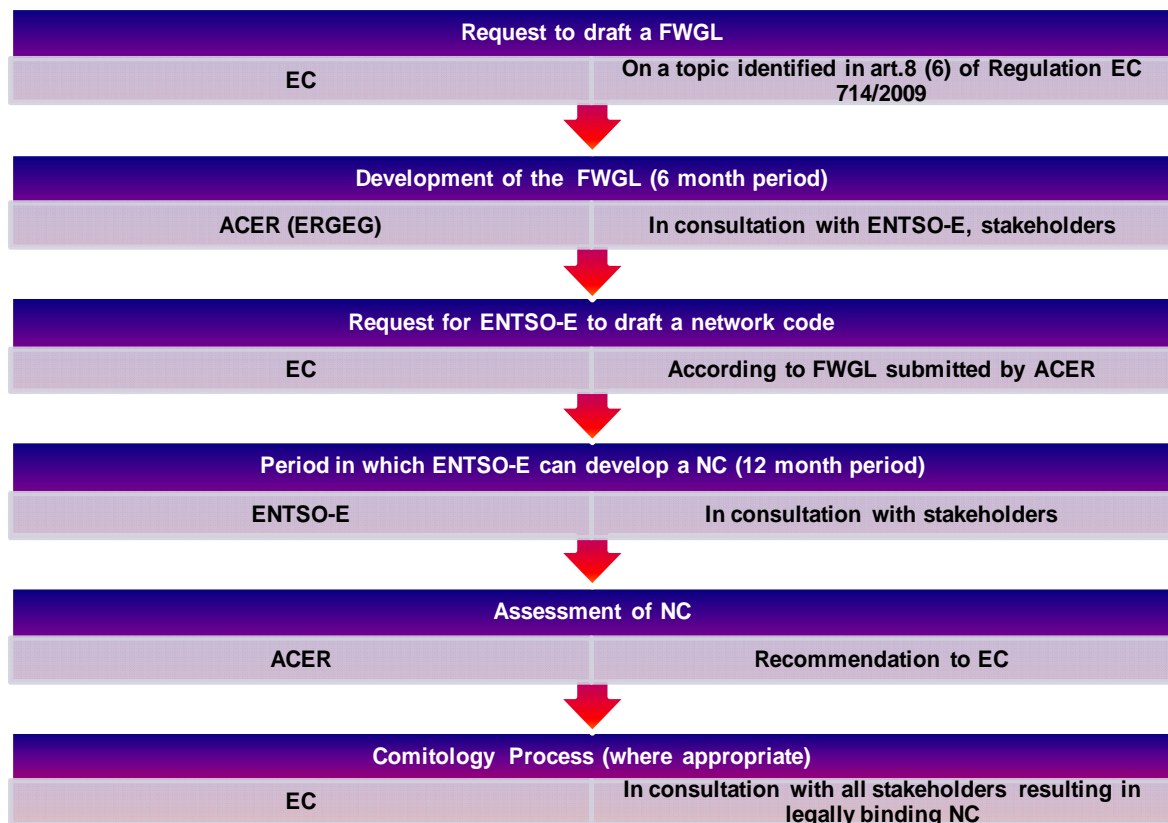 Request to draft a FWGL
EC
On a topic identified in art.8 (6) of Regulation EC
714/2009
Development of the FWGL (6 month period)
ACER (ERGEG)
In consultation with ENTSO-E, stakeholders
Request for ENTSO-E to draft a network code
EC
According to FWGL submitted by ACER
Period in which ENTSO-E can develop a NC (12 month period)
ENTSO-E
In consultation with stakeholders
Assessment of NC
ACER
Recommendation to EC
Comitology Process (where appropriate)
EC
In consultation with all stakeholders resulting in
legally binding NC